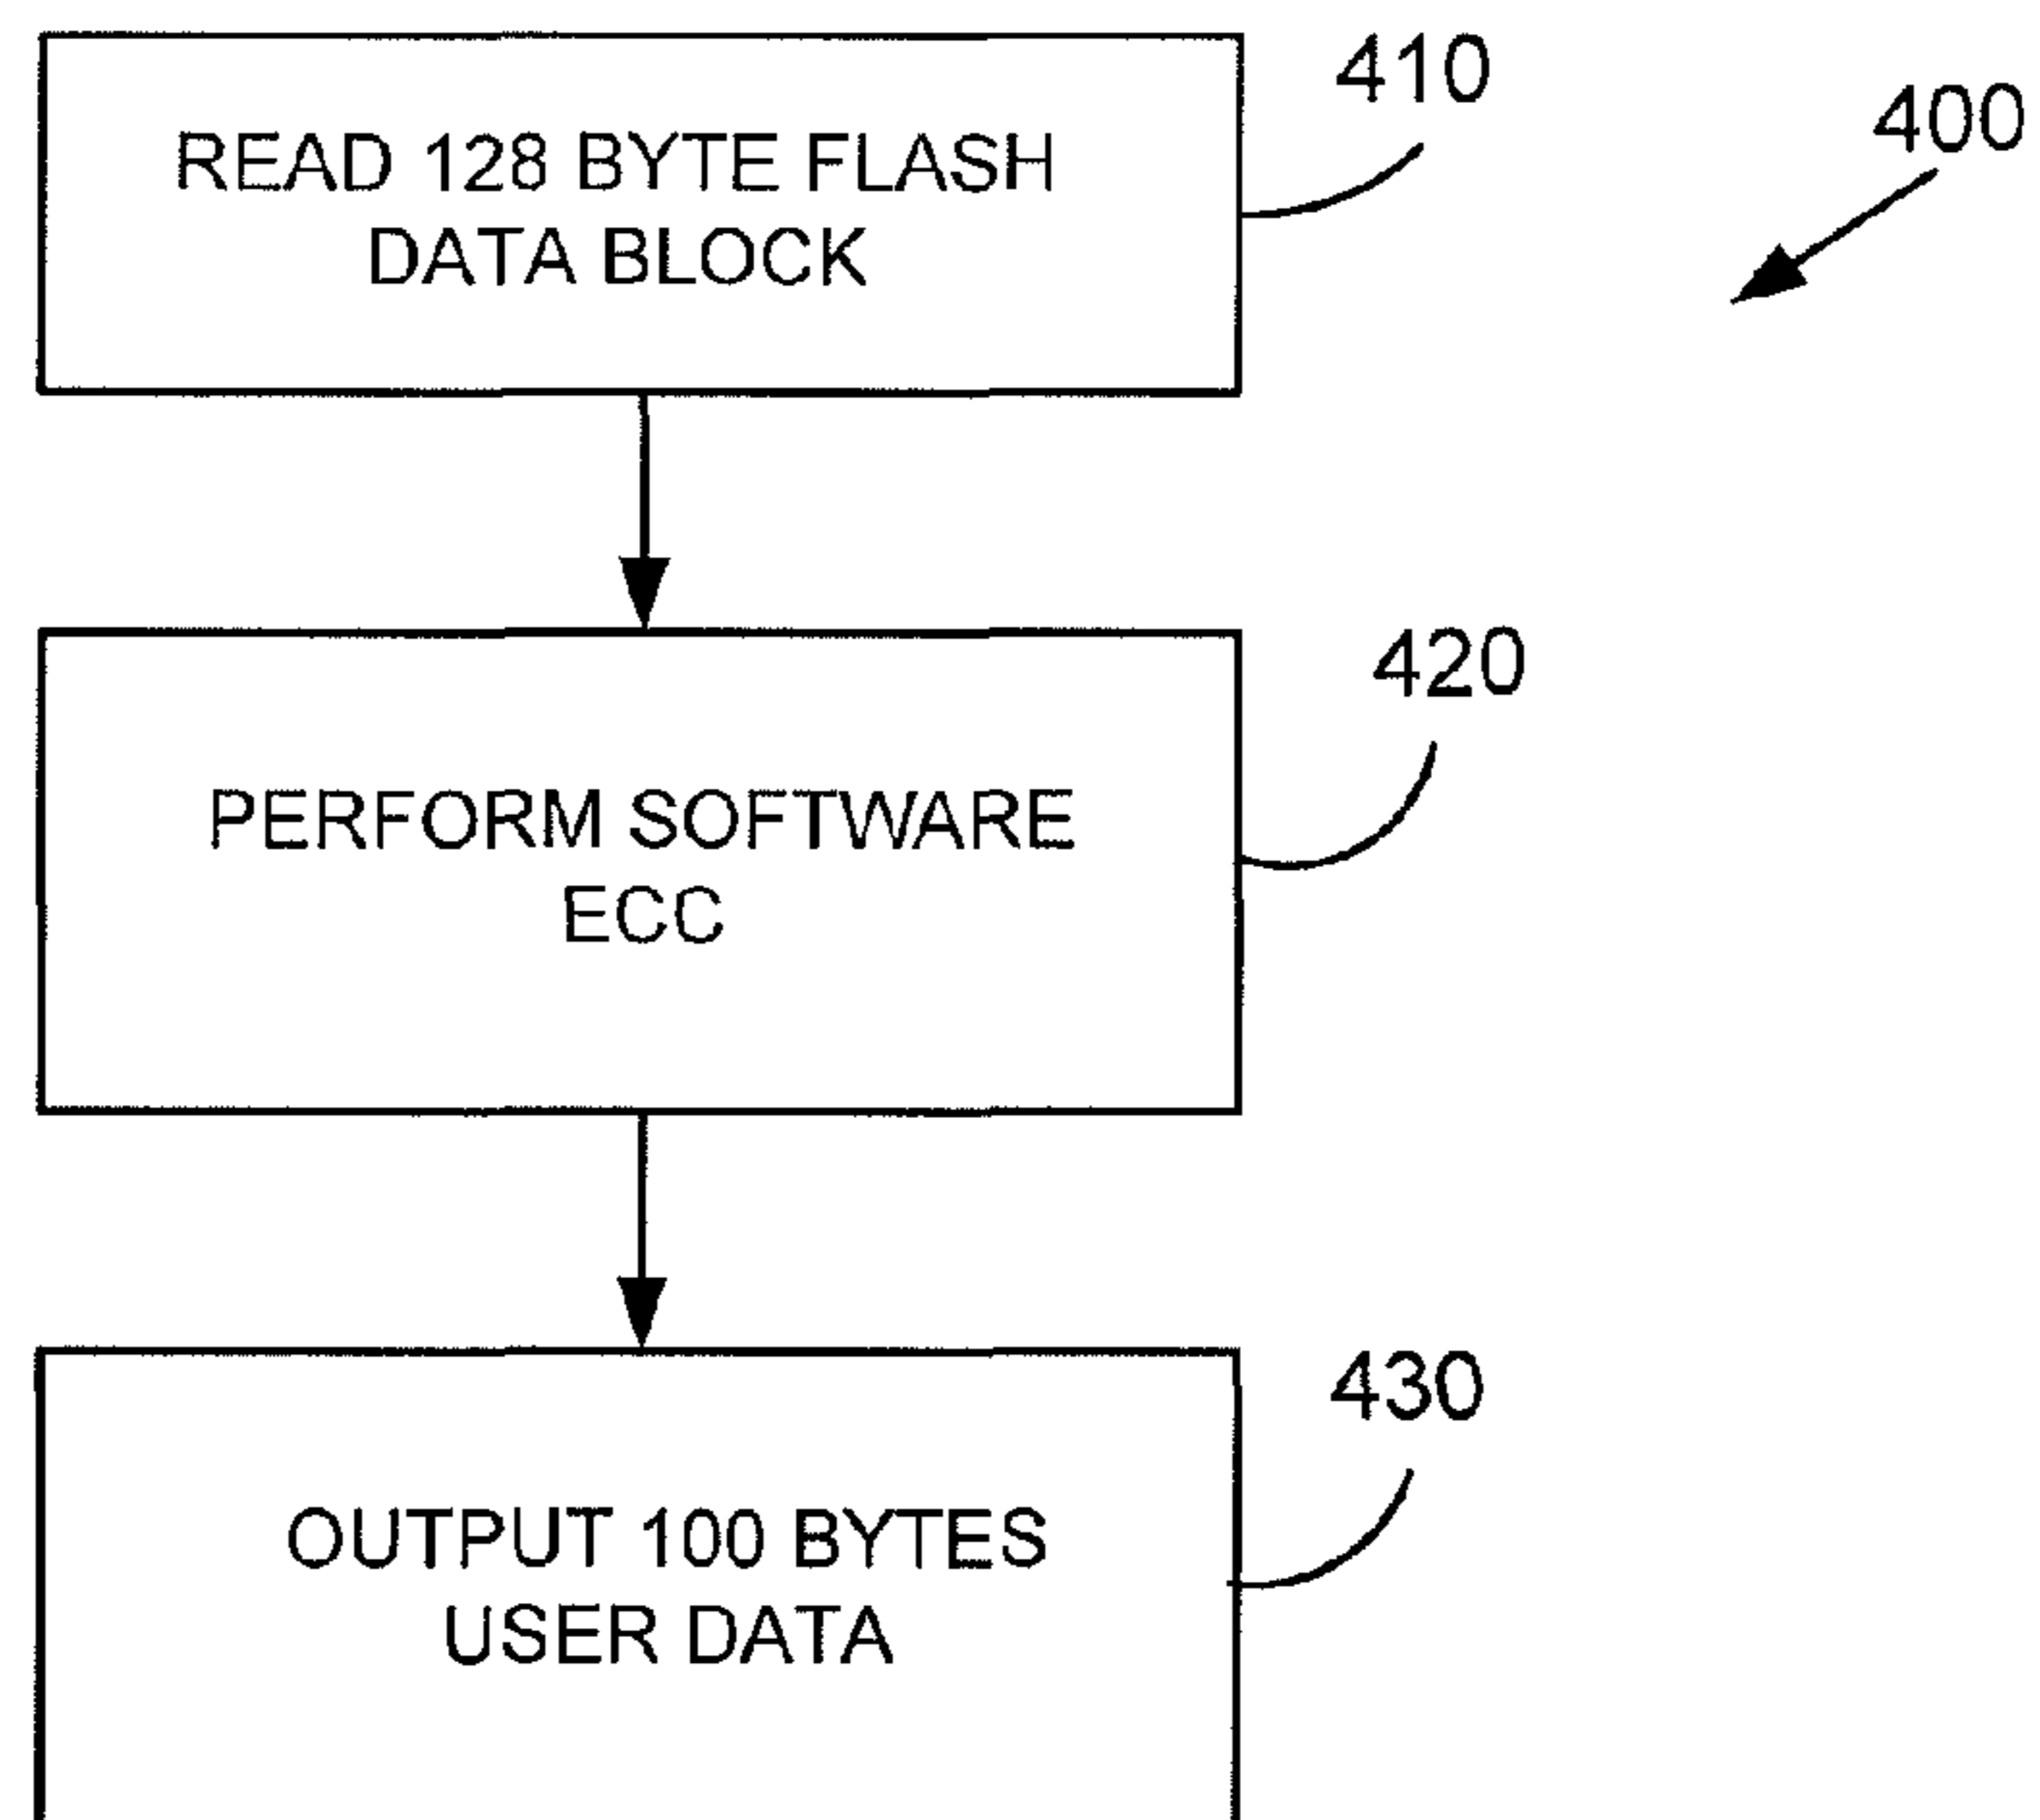 READ 128 BYTE FLASH
DATA BLOCK
410
400
PERFORM SOFTWARE
ECC
420
OUTPUT 100 BYTES
USER DATA
430